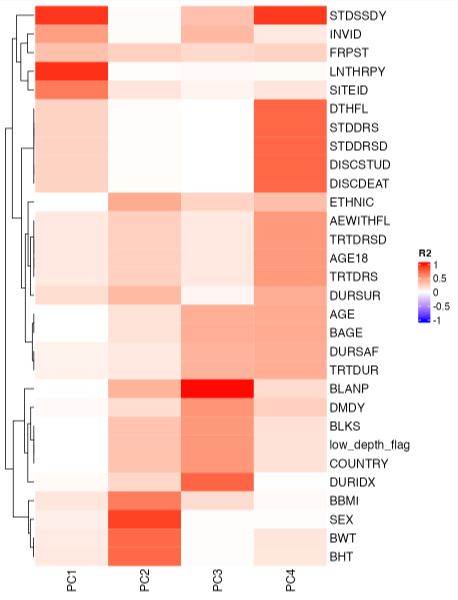 STDSSDY
INVID
FRPST
LNTHRPY
SITEID
DTHFL
STDDRS
STDDRSD
DISCSTUD
DISCDEAT
ETHNIC
AEWITHFL
TRTDRSD
AGE18
TRTDRS
DURSUR
AGE
BAGE
DURSAF
TRTDUR
BLANP
DMDY
BLKS
low_depth_flag
COUNTRY
DURIDX
BBMI
SEX
BWT
BHT
R2
1
0.5
0
-0.5
-1
PC1
PC2
PC3
PC4